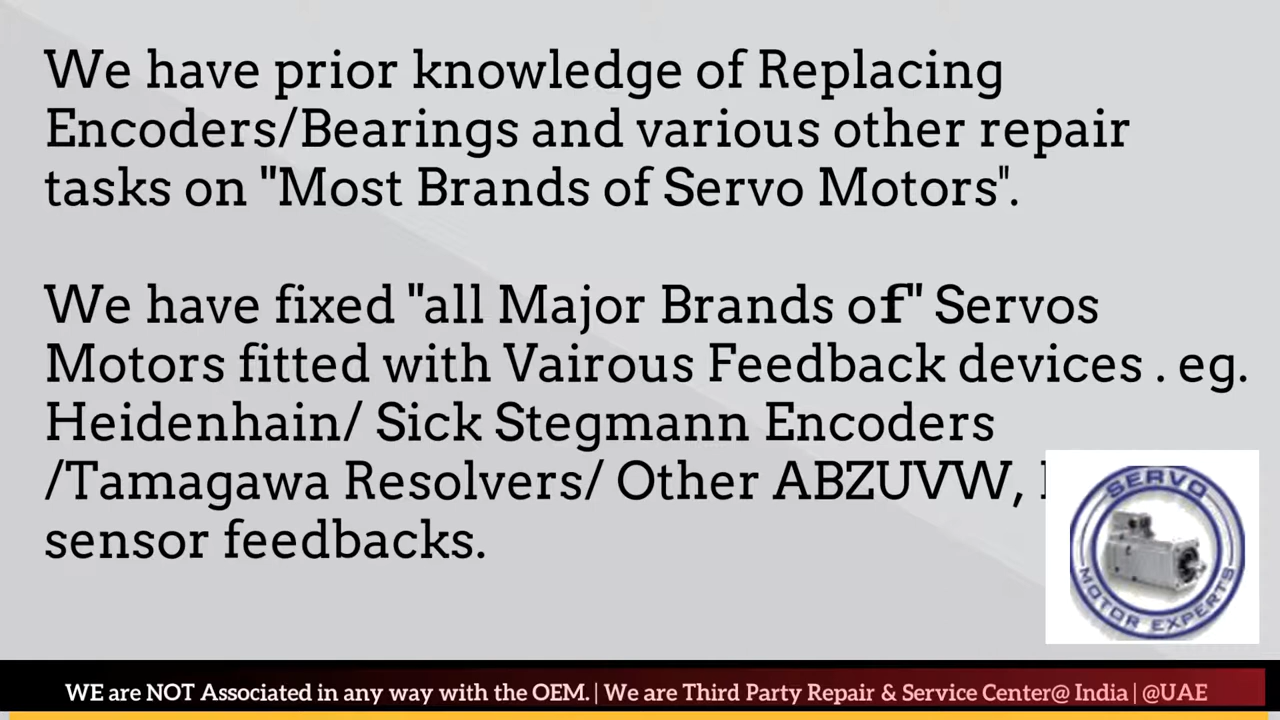 We have prior knowledge of Replacing
Encoders/Bearings and various other repair
tasks on "Most Brands of Servo Motors".
We have fixed "all Major Brands of" Servos
Motors fitted with Vairous Feedback devices . eg.
Heidenhain/ Sick Stegmann Encoders
/Tamagawa Resolvers/ Other ABZUVW,
sensor feedbacks.
SERVO
MOTOR EXPERTS
WE are NOT Associated in any way with the OEM. | We are Third Party Repair & Service Center@ India | @UAE